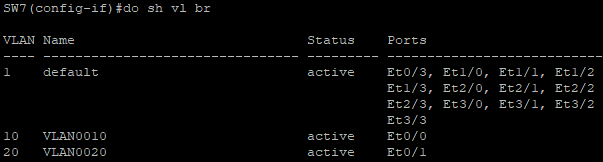 SW7(config-if)#do sh vl br
VLAN Name Status Ports
---- -------------------------------- --------- -------------------------------
1 default active Et0/3, Et1/0, Et1/1, Et1/2
Et1/3, Et2/0, Et2/1, Et2/2
Et2/3, Et3/0, Et3/1, Et3/2
Et3/3
10 VLAN0010 active Et0/0
20 VLAN0020 active Et0/1